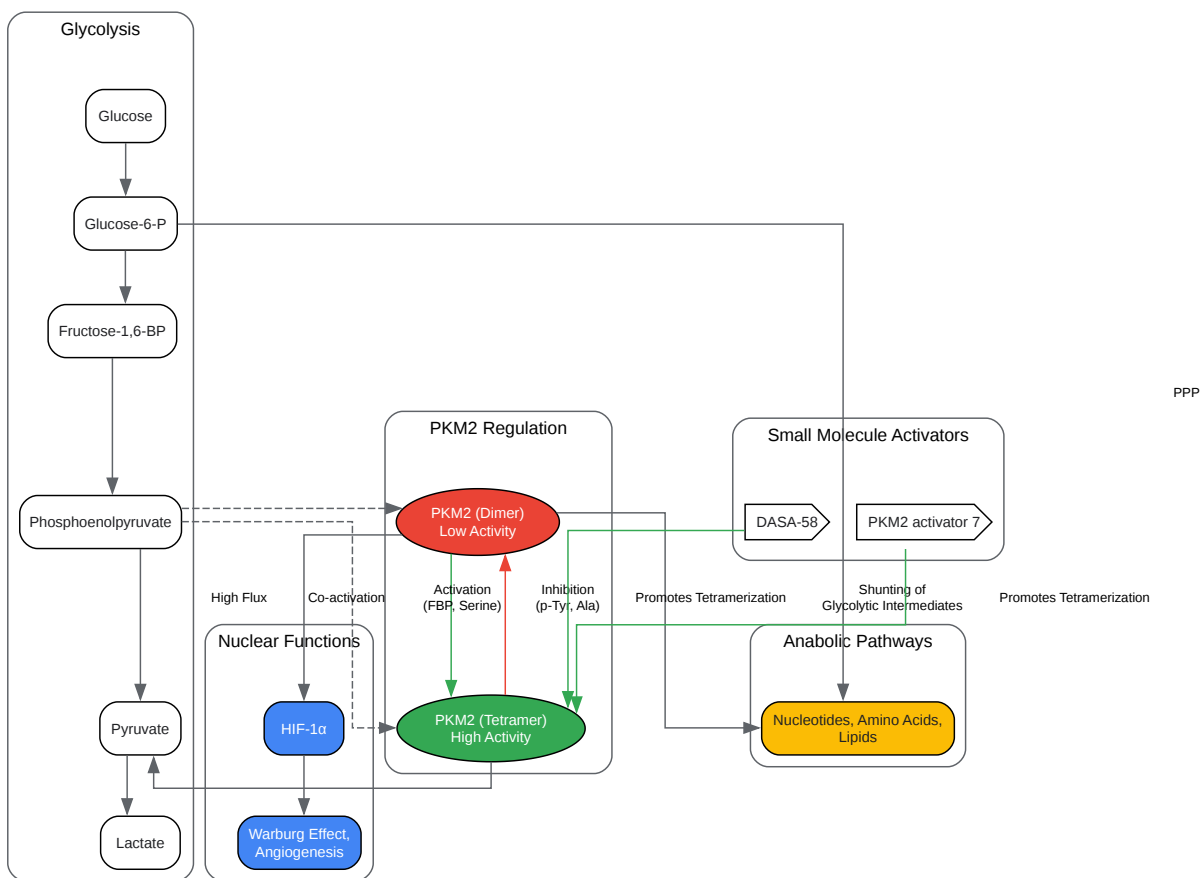 Glycolysis
Glucose
Glucose-6-P
Fructose-1,6-BP
PPP
PKM2 Regulation
Small Molecule Activators
Phosphoenolpyruvate
PKM2 (Dimer)
Low Activity
DASA-58
PKM2 activator 7
High Flux
Co-activation
Activation
(FBP, Serine)
Inhibition
(p-Tyr, Ala)
Promotes Tetramerization
Shunting of
Glycolytic Intermediates
Promotes Tetramerization
Nuclear Functions
Anabolic Pathways
Pyruvate
HIF-1α
PKM2 (Tetramer)
High Activity
Nucleotides, Amino Acids,
Lipids
Lactate
Warburg Effect,
Angiogenesis